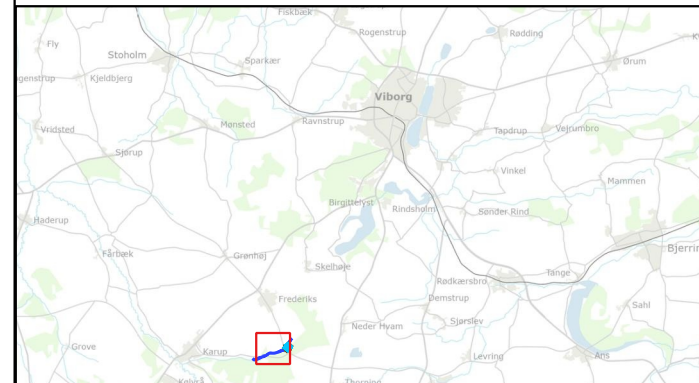 Fiskbæk
Rogenstrup
Rødding
Fly
Stoholm
Sparkær
Ørum
genstrup
Kjeldbjerg
Viborg
Vridsted
Mønsted
Ravnstrup
Tapdrup
Vejrumbro
Sjørup
Vinkel
Mammen
Birgittelyst
Rindsholm
Sønder Rind
Haderup
Fårbæk
Grønhøj
Bjerrin
Skelhøje
Rødkærsbro
Tange
Frederiks
Demstrup
Sahl
Neder Hvam
Sjørslev
Grove
Karup
Levring
Ans
Kølvrå
Thorning